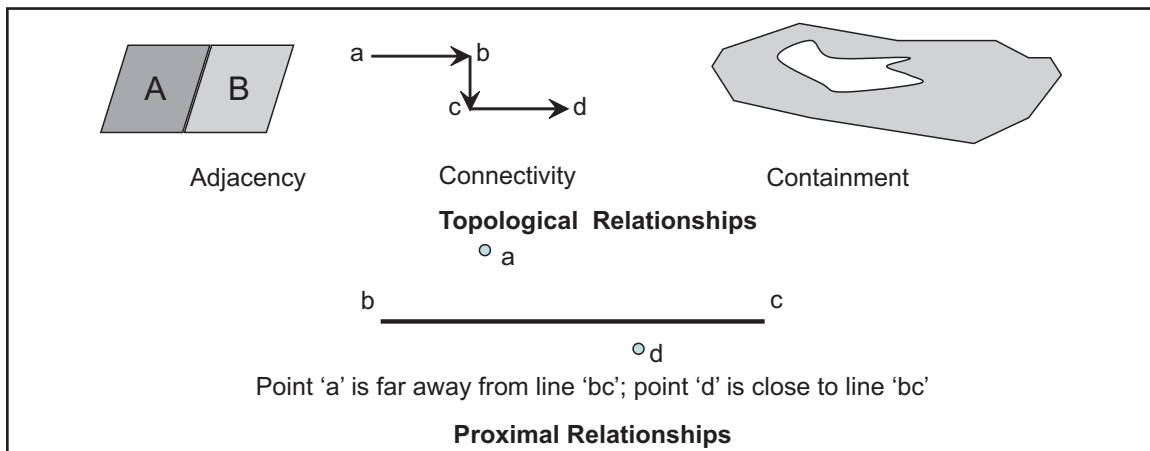 A B
a b
c d
Adjacency Connectivity Containment
Topological Relationships
a
b c
d
Point ‘a’ is far away from line ‘bc’; point ‘d’ is close to line ‘bc’
Proximal Relationships